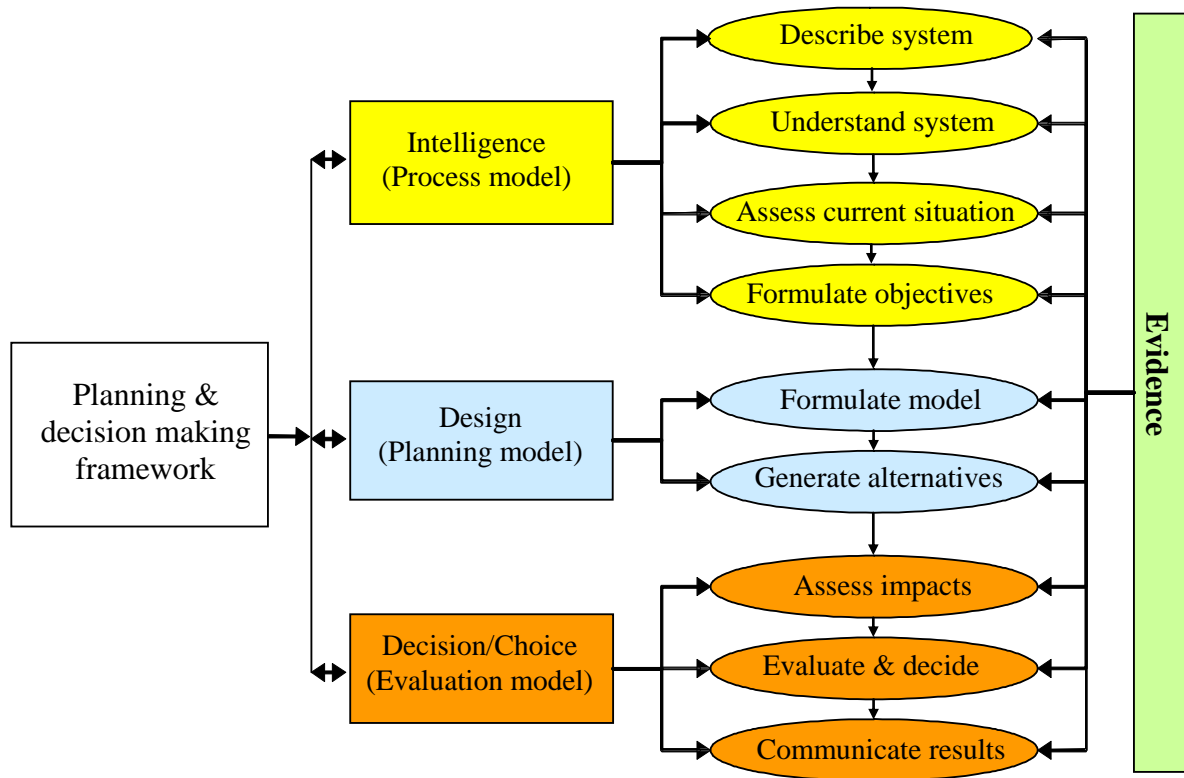 Planning &
decision making
framework
Intelligence
(Process model)
Design
(Planning model)
Decision/Choice
(Evaluation model)
Describe system
Understand system
Assess current situation
Formulate objectives
Formulate model
Generate alternatives
Assess impacts
Evaluate & decide
Communicate results
Evidence